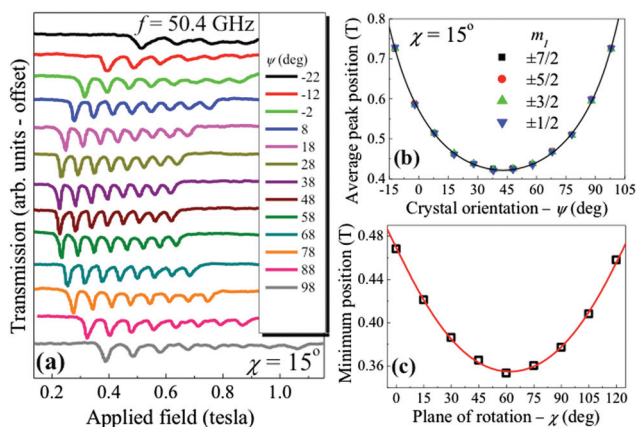 f = 50.4 GHz
ψ (deg)
-22
-12
-2
8
18
28
38
48
58
68
78
88
98
Transmission (arb. units - offset)
(a)
χ = 15°
0.2 0.4 0.6 0.8 1.0
Applied field (tesla)
Average peak position (T)
0.8
0.7
0.6
0.5
0.4
χ = 15°
m_I
±7/2
±5/2
±3/2
±1/2
(b)
-15 0 15 30 45 60 75 90 105
Crystal orientation – ψ (deg)
Minimum position (T)
0.48
0.44
0.40
0.36
(c)
0 15 30 45 60 75 90 105 120
Plane of rotation – χ (deg)